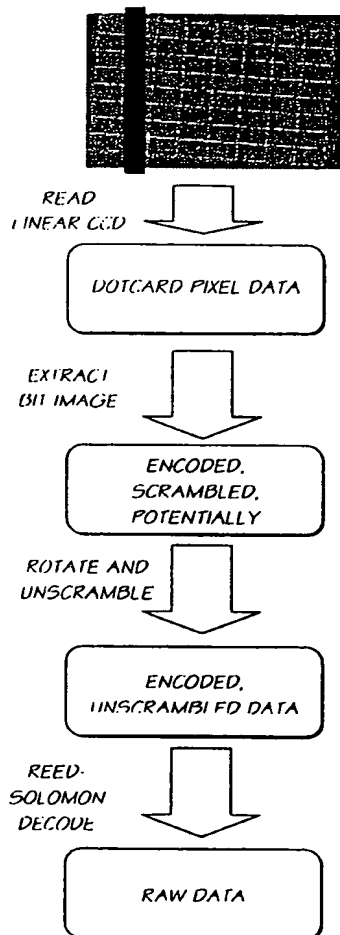 READ
LINEAR CCD
DOTCARD PIXEL DATA
EXTRACT
BIT IMAGE
ENCODED,
SCRAMBLED,
POTENTIALLY
ROTATE AND
UNSCRAMBLE
ENCODED,
UNSCRAMBLED DATA
REED-
SOLOMON
DECODE
RAW DATA